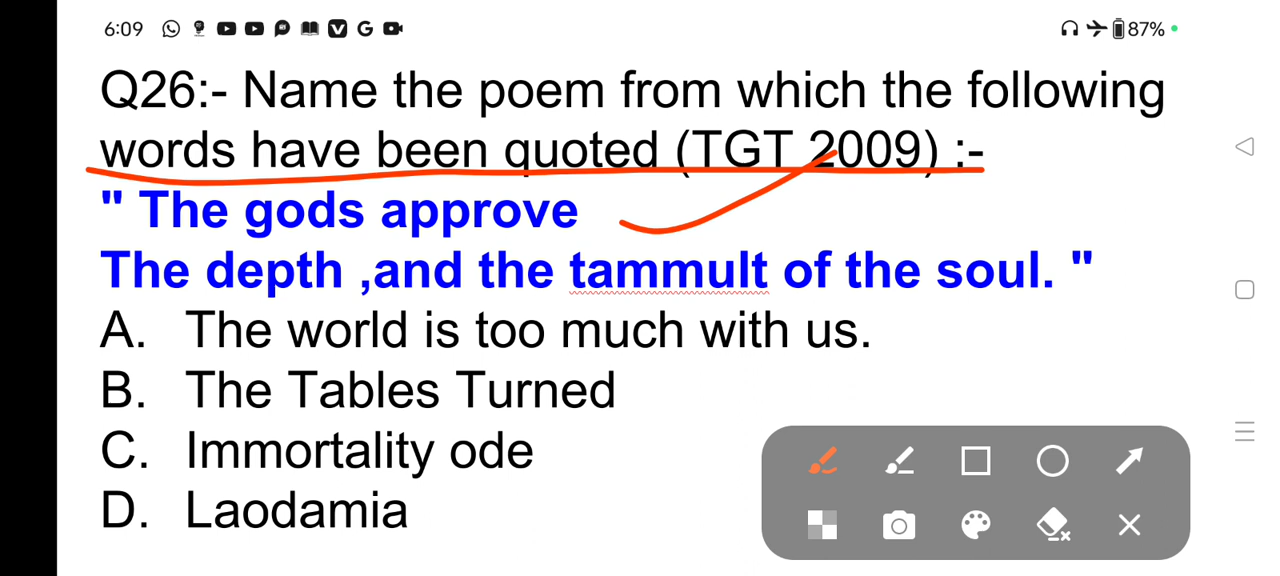 6:09 87%
Q26:- Name the poem from which the following
words have been quoted (TGT 2009) :-
" The gods approve
The depth ,and the tammult of the soul. "
A. The world is too much with us.
B. The Tables Turned
C. Immortality ode
D. Laodamia